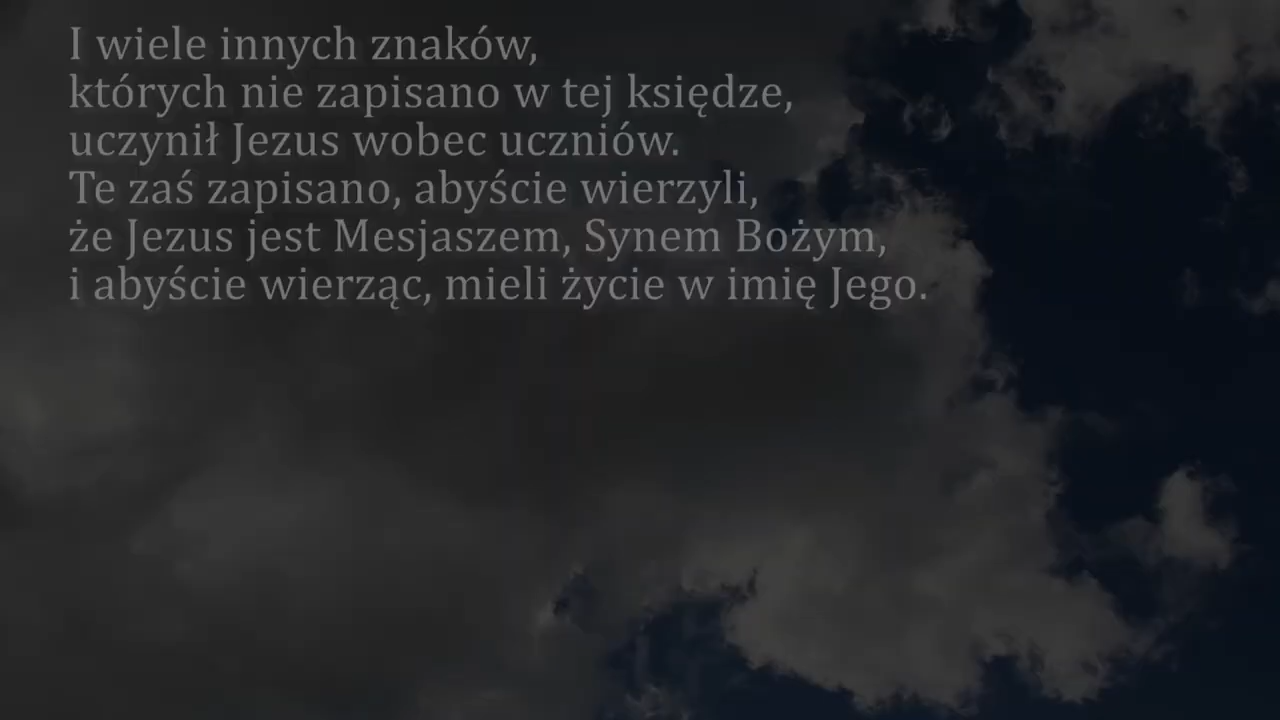 I wiele innych znaków,
których nie zapisano w tej księdze,
uczynił Jezus wobec uczniów.
Te zaś zapisano, abyście wierzyli,
że Jezus jest Mesjaszem, Synem Bożym,
i abyście wierząc, mieli życie w imię Jego.